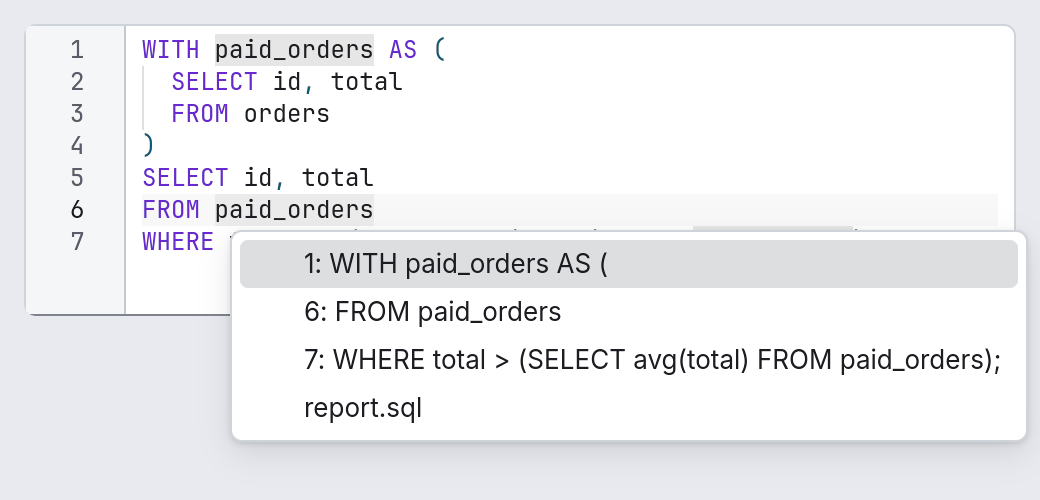 1 WITH paid_orders AS (
2 SELECT id, total
3 FROM orders
4 )
5 SELECT id, total
6 FROM paid_orders
7 WHERE
1: WITH paid_orders AS (
6: FROM paid_orders
7: WHERE total > (SELECT avg(total) FROM paid_orders);
report.sql